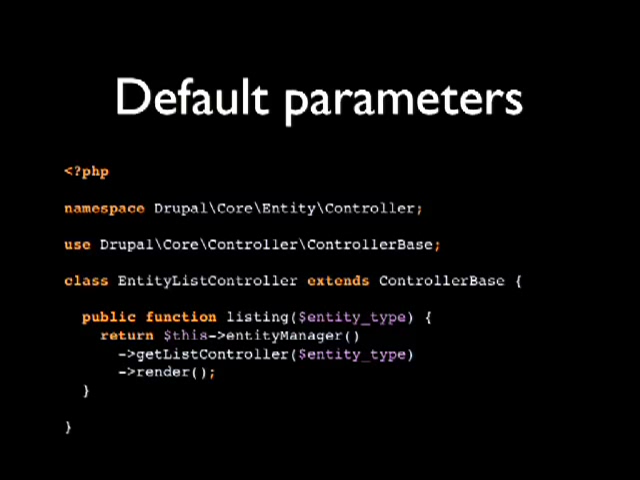 Default parameters
<?php
namespace Drupal\Core\Entity\Controller;
use Drupal\Core\Controller\ControllerBase;
class EntityListController extends ControllerBase {
public function listing($entity_type) {
return $this->entityManager()
->getListController($entity_type)
->render();
}
}